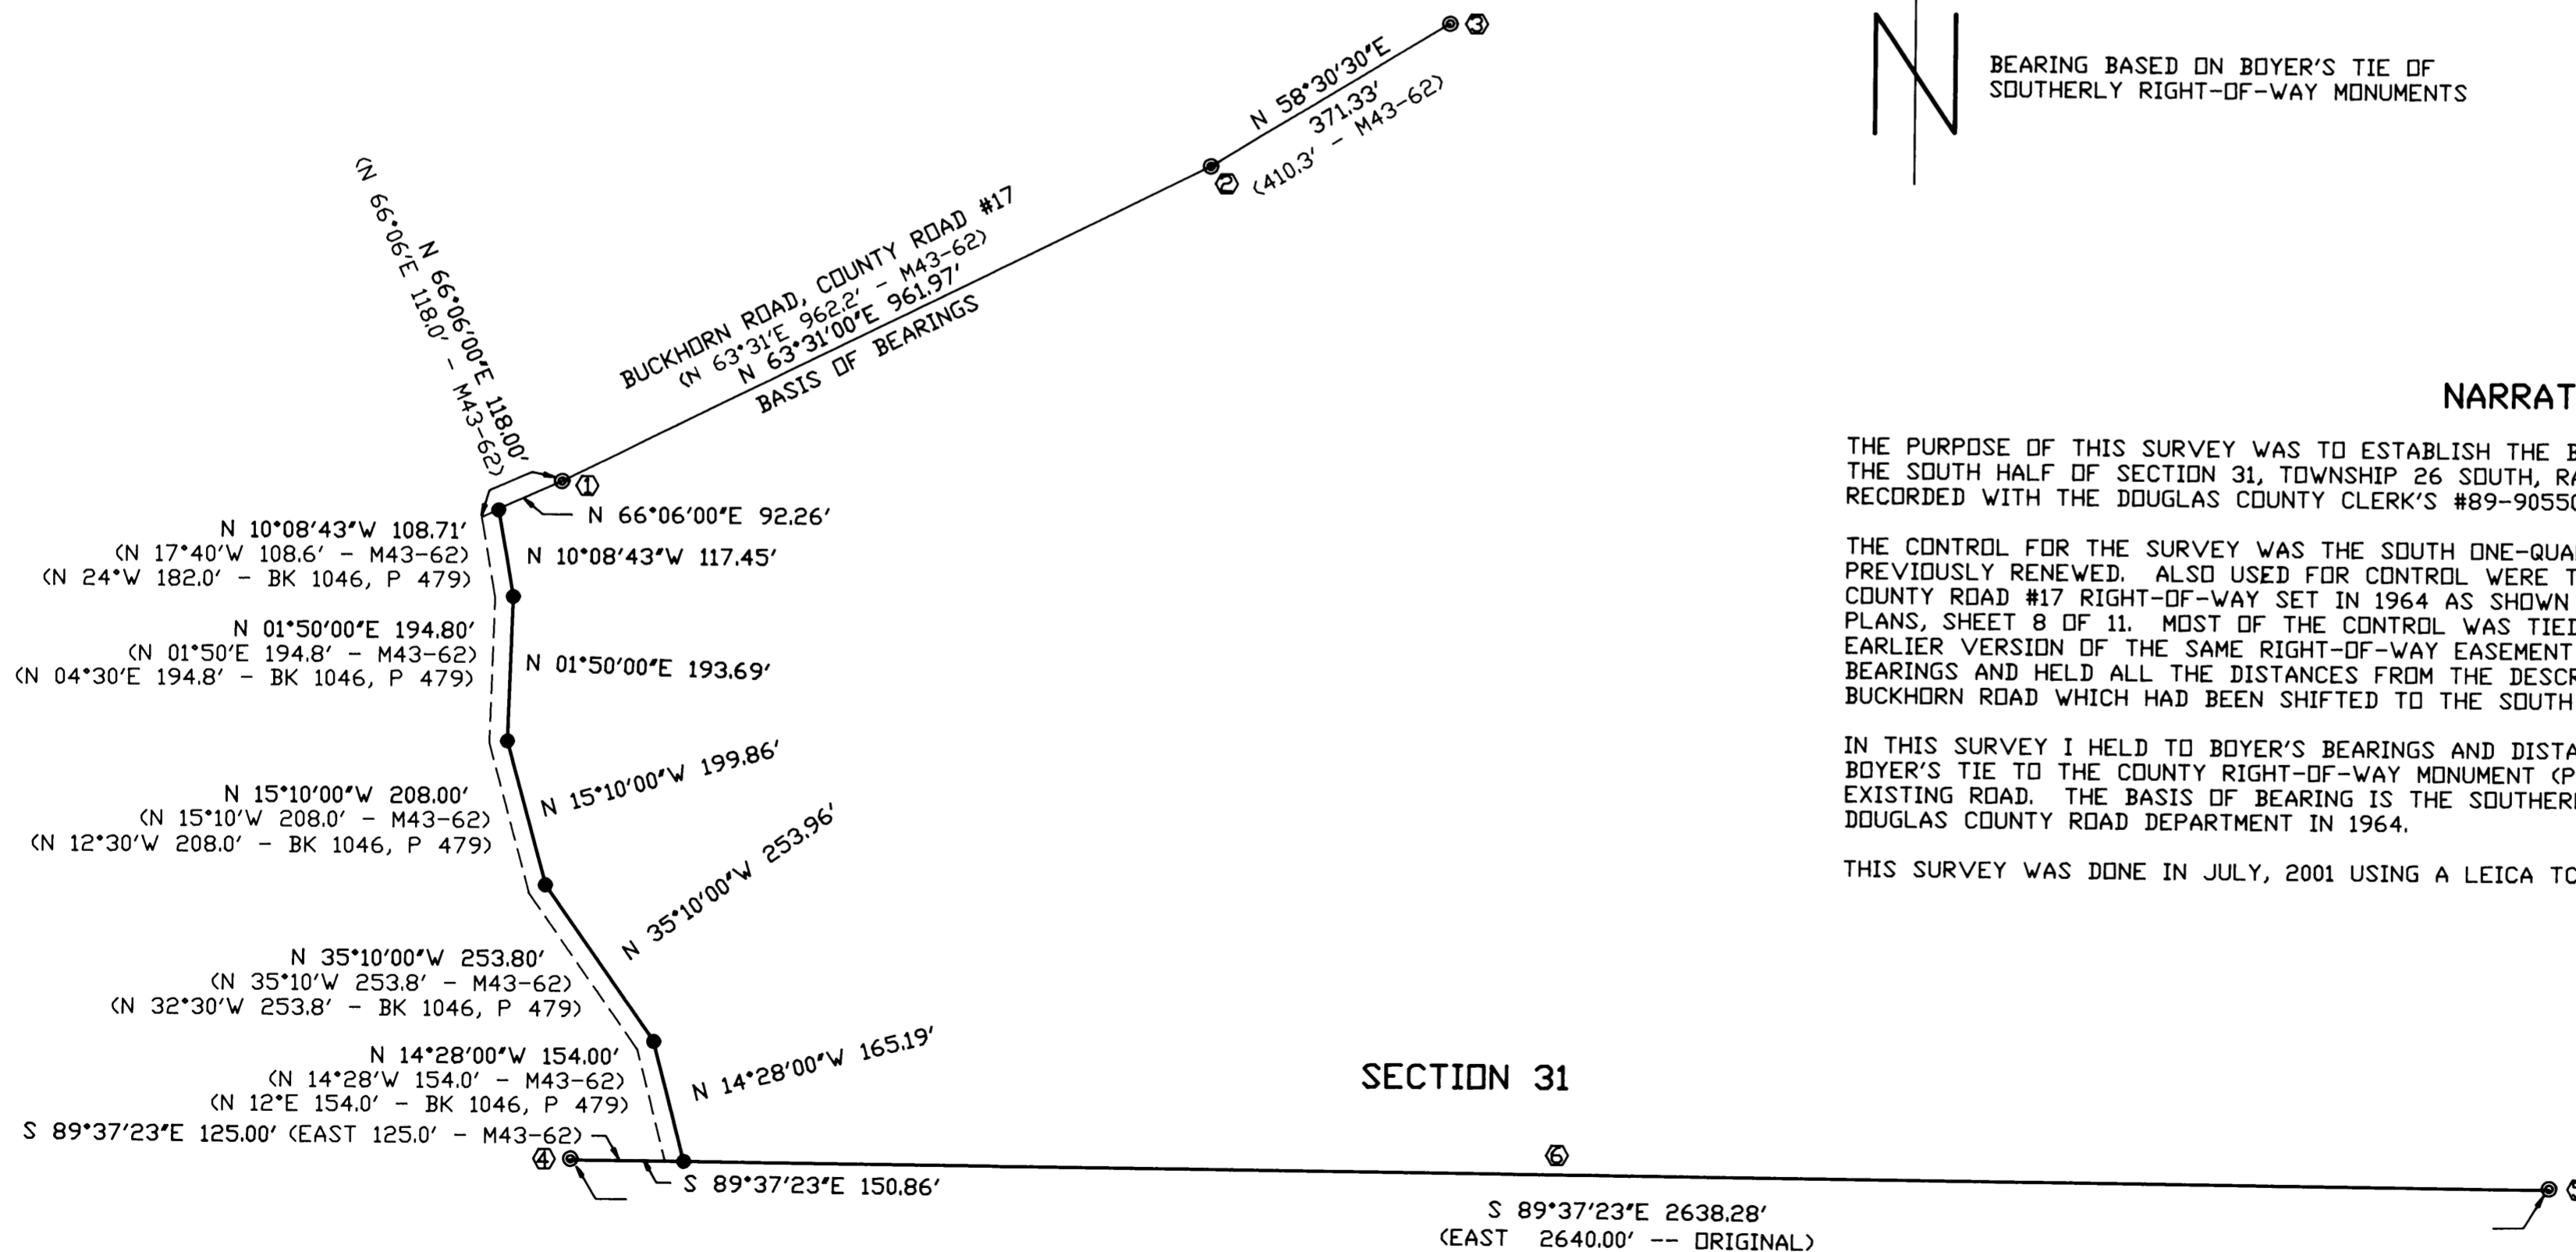 ③
N 58°30'30"E
371.33'
(410.3' - M43-62)
②
BEARING BASED ON BOYER'S TIE OF
SOUTHERLY RIGHT-OF-WAY MONUMENTS
BUCKHORN ROAD, COUNTY ROAD #17
(N 63°31'E 962.2' - M43-62)
N 63°31'00"E 961.97'
BASIS OF BEARINGS
N 66°06'00"E 118.00'
(N 66°06'E 118.0' - M43-62)
①
N 66°06'00"E 92.26'
N 10°08'43"W 108.71'
(N 17°40'W 108.6' - M43-62)
(N 24°W 182.0' - BK 1046, P 479)
N 10°08'43"W 117.45'
N 01°50'00"E 194.80'
(N 01°50'E 194.8' - M43-62)
(N 04°30'E 194.8' - BK 1046, P 479)
N 01°50'00"E 193.69'
N 15°10'00"W 208.00'
(N 15°10'W 208.0' - M43-62)
(N 12°30'W 208.0' - BK 1046, P 479)
N 15°10'00"W 199.86'
N 35°10'00"W 253.80'
(N 35°10'W 253.8' - M43-62)
(N 32°30'W 253.8' - BK 1046, P 479)
N 35°10'00"W 253.96'
N 14°28'00"W 154.00'
(N 14°28'W 154.0' - M43-62)
(N 12°E 154.0' - BK 1046, P 479)
N 14°28'00"W 165.19'
S 89°37'23"E 125.00' (EAST 125.0' - M43-62)
④
S 89°37'23"E 150.86'
SECTION 31
⑥
S 89°37'23"E 2638.28'
(EAST 2640.00' -- ORIGINAL)
NARRAT
THE PURPOSE OF THIS SURVEY WAS TO ESTABLISH THE B
THE SOUTH HALF OF SECTION 31, TOWNSHIP 26 SOUTH, RA
RECORDED WITH THE DOUGLAS COUNTY CLERK'S #89-90550
THE CONTROL FOR THE SURVEY WAS THE SOUTH ONE-QUA
PREVIOUSLY RENEWED. ALSO USED FOR CONTROL WERE T
COUNTY ROAD #17 RIGHT-OF-WAY SET IN 1964 AS SHOWN
PLANS, SHEET 8 OF 11. MOST OF THE CONTROL WAS TIED
EARLIER VERSION OF THE SAME RIGHT-OF-WAY EASEMENT
BEARINGS AND HELD ALL THE DISTANCES FROM THE DESCR
BUCKHORN ROAD WHICH HAD BEEN SHIFTED TO THE SOUTH
IN THIS SURVEY I HELD TO BOYER'S BEARINGS AND DISTA
BOYER'S TIE TO THE COUNTY RIGHT-OF-WAY MONUMENT (P
EXISTING ROAD. THE BASIS OF BEARING IS THE SOUTHER
DOUGLAS COUNTY ROAD DEPARTMENT IN 1964.
THIS SURVEY WAS DONE IN JULY, 2001 USING A LEICA TC